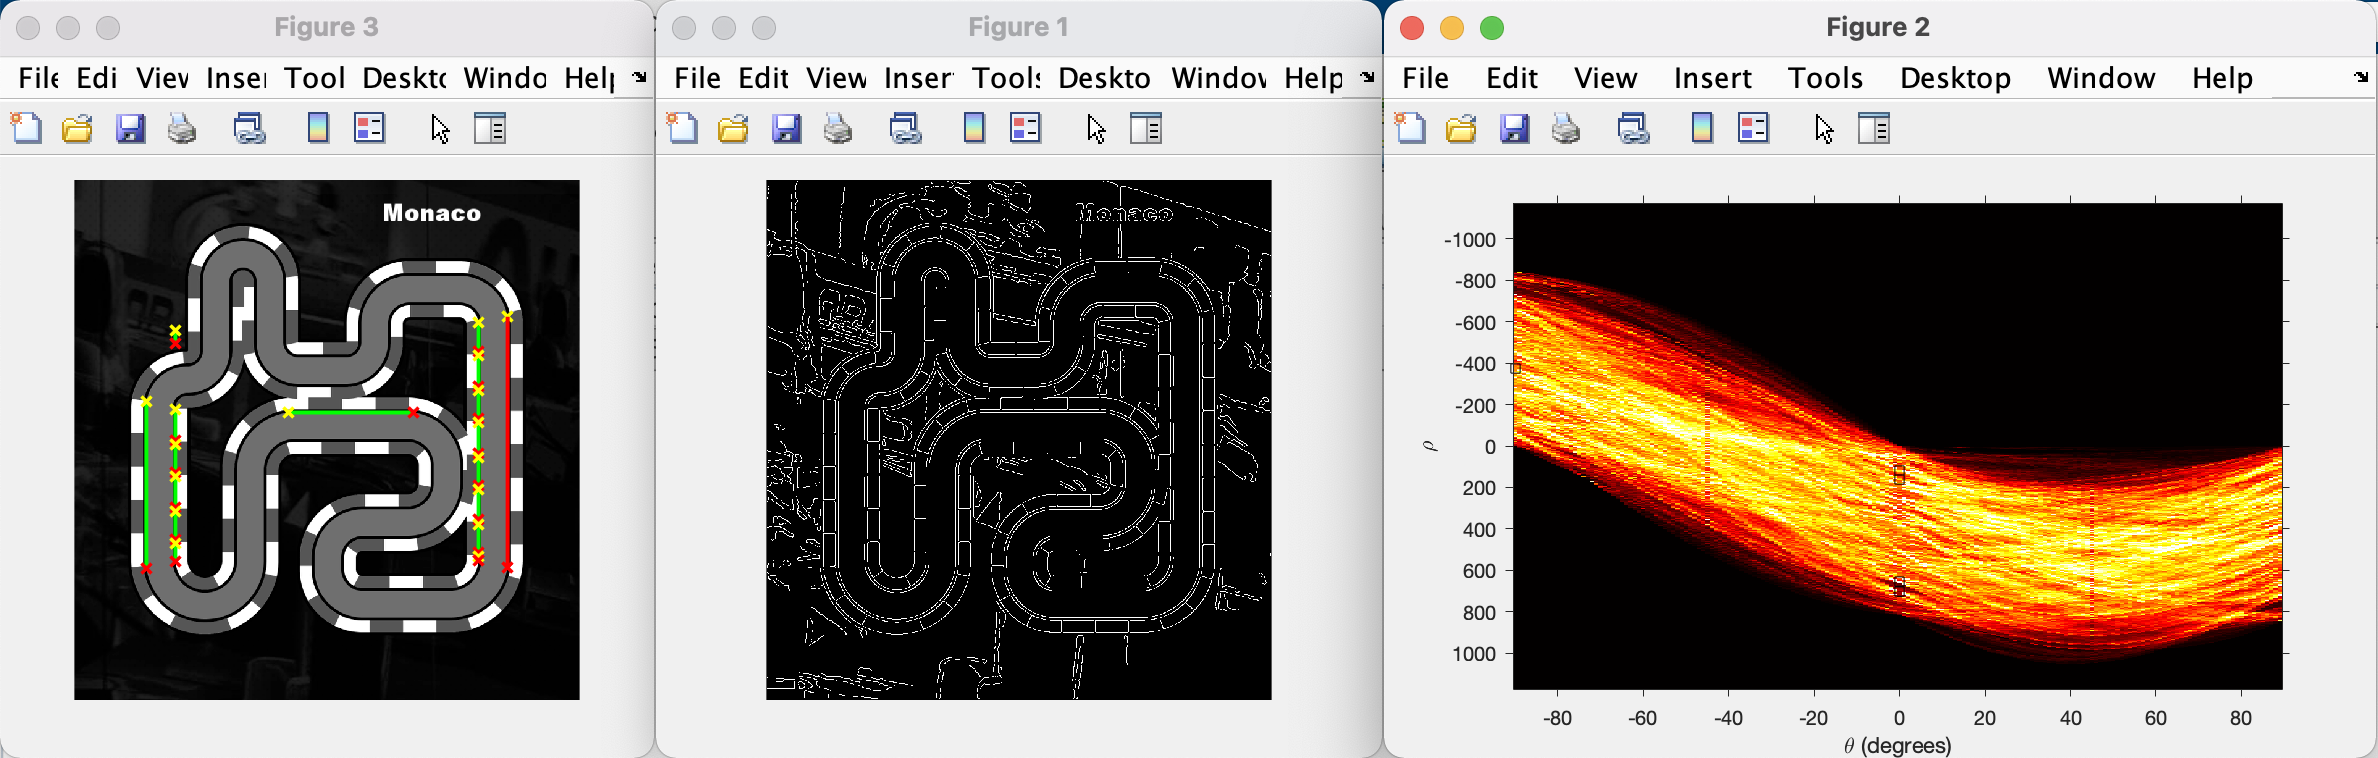 Figure 3
File Edi View Inser Tool Deskto Windo Help
Monaco
Figure 1
File Edit View Inser Tools Deskto Window Help
Monaco
Figure 2
File Edit View Insert Tools Desktop Window Help
-1000
-800
-600
-400
-200
0
200
400
600
800
1000
ρ
-80 -60 -40 -20 0 20 40 60 80
θ (degrees)